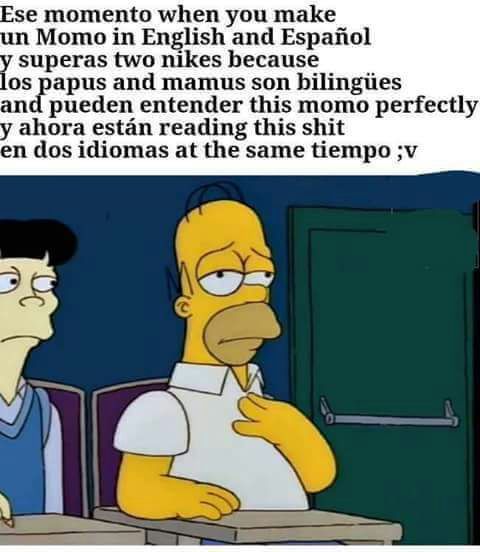 Ese momento when you make
un Momo in English and Español
y superas two nikes because
los papus and mamus son bilingües
and pueden entender this momo perfectly
y ahora están reading this shit
en dos idiomas at the same tiempo ;v